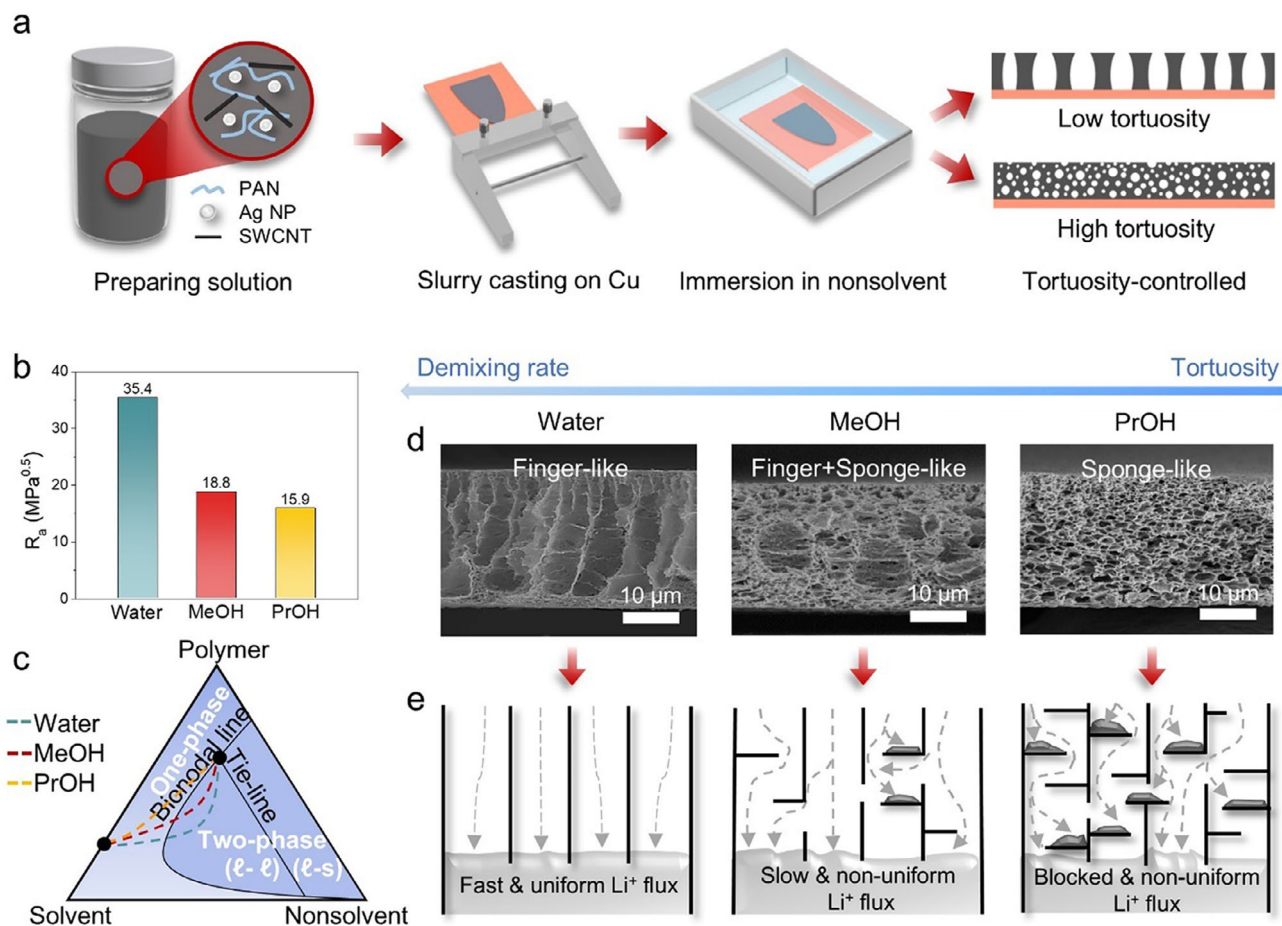 a
PAN
Ag NP
SWCNT
Preparing solution
Slurry casting on Cu
Immersion in nonsolvent
Low tortuosity
High tortuosity
Tortuosity-controlled
b
Rₐ (MPa⁰·⁵)
40
30
20
10
0
35.4
18.8
15.9
Water
MeOH
PrOH
Demixing rate
Tortuosity
d
Water
MeOH
PrOH
Finger-like
Finger+Sponge-like
Sponge-like
10 µm
10 µm
10 µm
c
Polymer
Water
MeOH
PrOH
One-phase
Bionodal line
Tie-line
Two-phase
(ℓ- ℓ) (ℓ-s)
Solvent
Nonsolvent
e
Fast & uniform Li⁺ flux
Slow & non-uniform
Li⁺ flux
Blocked & non-uniform
Li⁺ flux